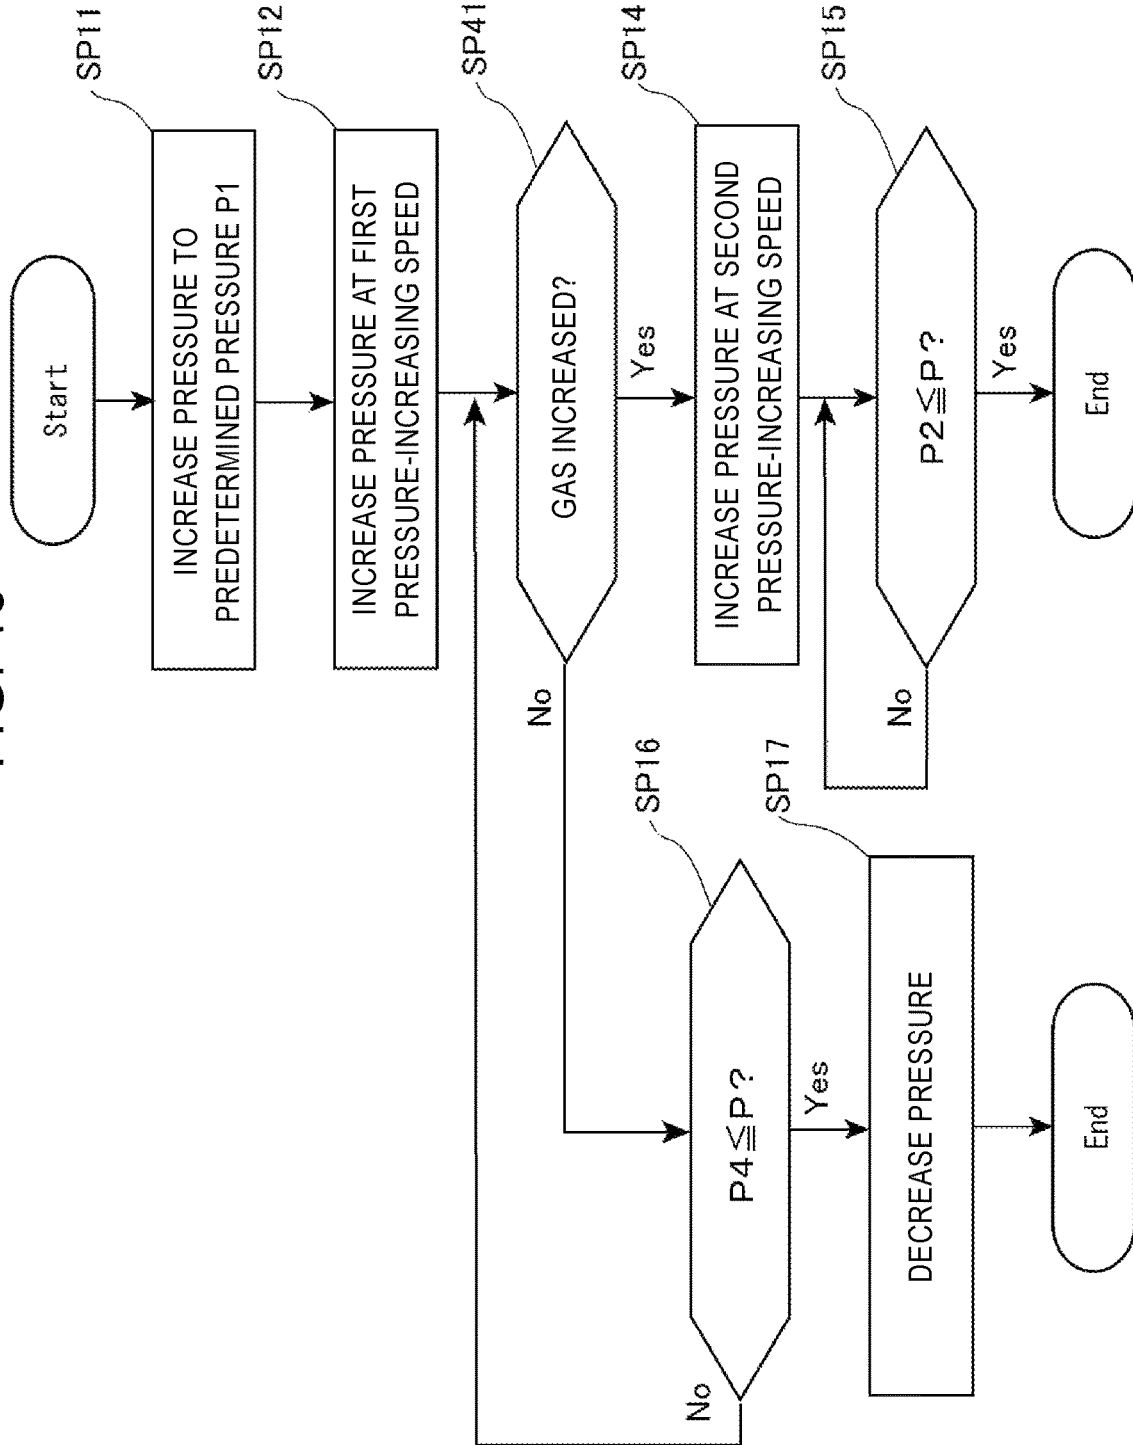 Start
SP11
INCREASE PRESSURE TO
PREDETERMINED PRESSURE P1
SP12
INCREASE PRESSURE AT FIRST
PRESSURE-INCREASING SPEED
SP41
GAS INCREASED?
No
Yes
SP14
INCREASE PRESSURE AT SECOND
PRESSURE-INCREASING SPEED
SP15
P2≦P?
No
Yes
End
SP16
P4≦P?
No
Yes
SP17
DECREASE PRESSURE
End